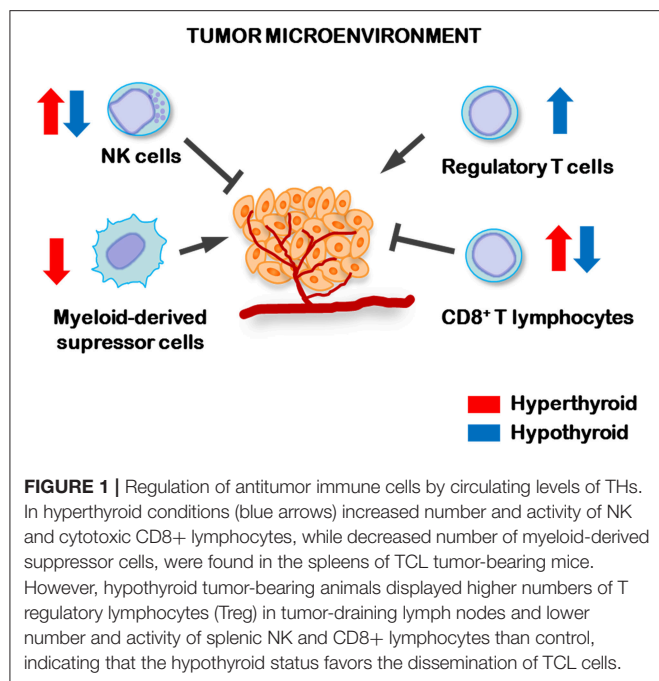 TUMOR MICROENVIRONMENT
NK cells
Regulatory T cells
Myeloid-derived
supressor cells
CD8+ T lymphocytes
Hyperthyroid
Hypothyroid
FIGURE 1 | Regulation of antitumor immune cells by circulating levels of THs.
In hyperthyroid conditions (blue arrows) increased number and activity of NK
and cytotoxic CD8+ lymphocytes, while decreased number of myeloid-derived
suppressor cells, were found in the spleens of TCL tumor-bearing mice.
However, hypothyroid tumor-bearing animals displayed higher numbers of T
regulatory lymphocytes (Treg) in tumor-draining lymph nodes and lower
number and activity of splenic NK and CD8+ lymphocytes than control,
indicating that the hypothyroid status favors the dissemination of TCL cells.